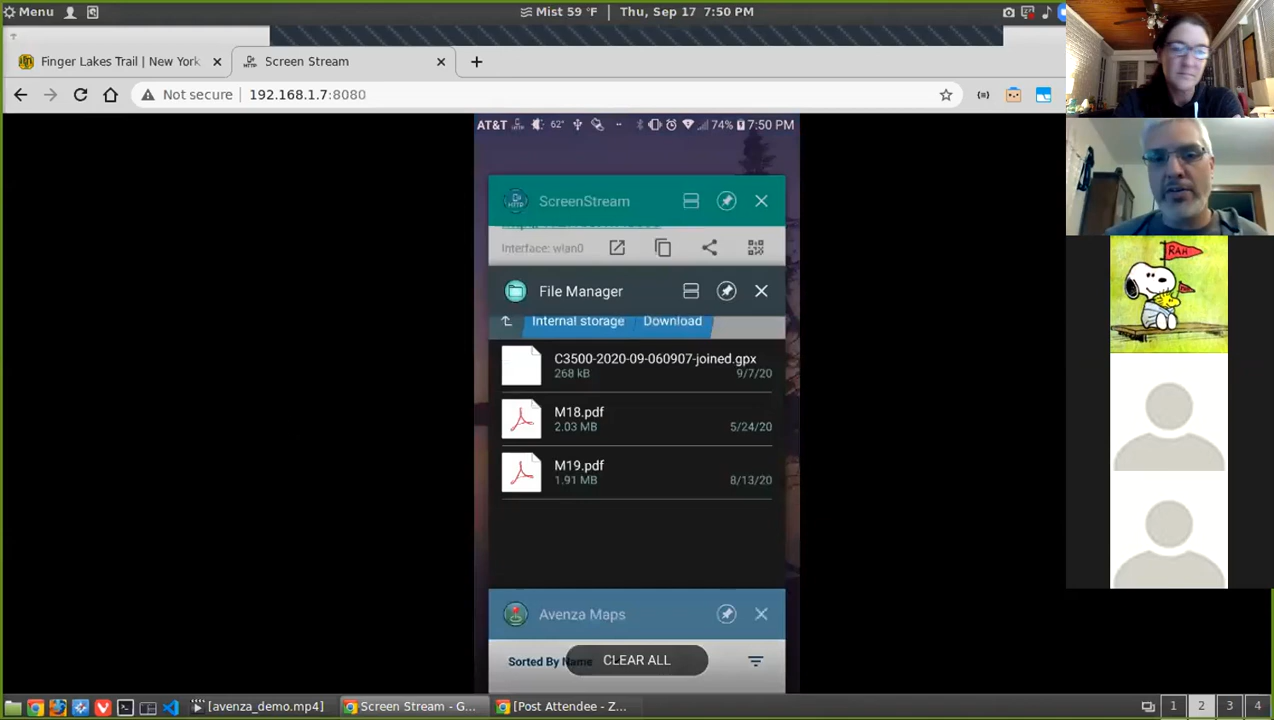 Menu
Mist 59 °F | Thu, Sep 17 7:50 PM
Finger Lakes Trail | New York
Screen Stream
Not secure | 192.168.1.7:8080
AT&T 62° 74% 7:50 PM
ScreenStream
Interface: wlan0
File Manager
Internal storage Download
C3500-2020-09-060907-joined.gpx
268 kB 9/7/20
M18.pdf
2.03 MB 5/24/20
M19.pdf
1.91 MB 8/13/20
Avenza Maps
Sorted By Name
CLEAR ALL
[avenza_demo.mp4]
Screen Stream - G...
[Post Attendee - Z...
1 2 3 4
RAH